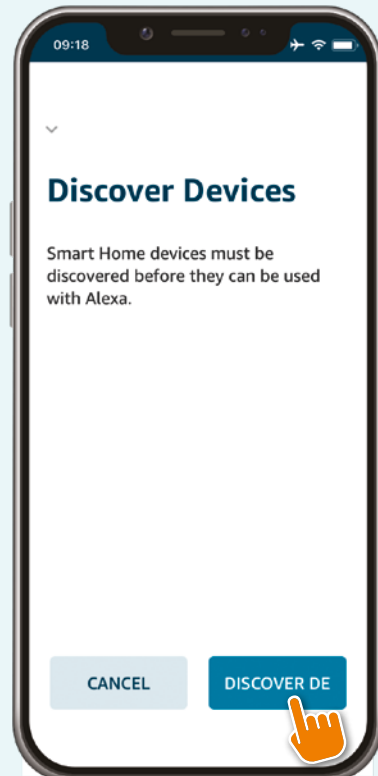 09:18
Discover Devices
Smart Home devices must be
discovered before they can be used
with Alexa.
CANCEL
DISCOVER DE